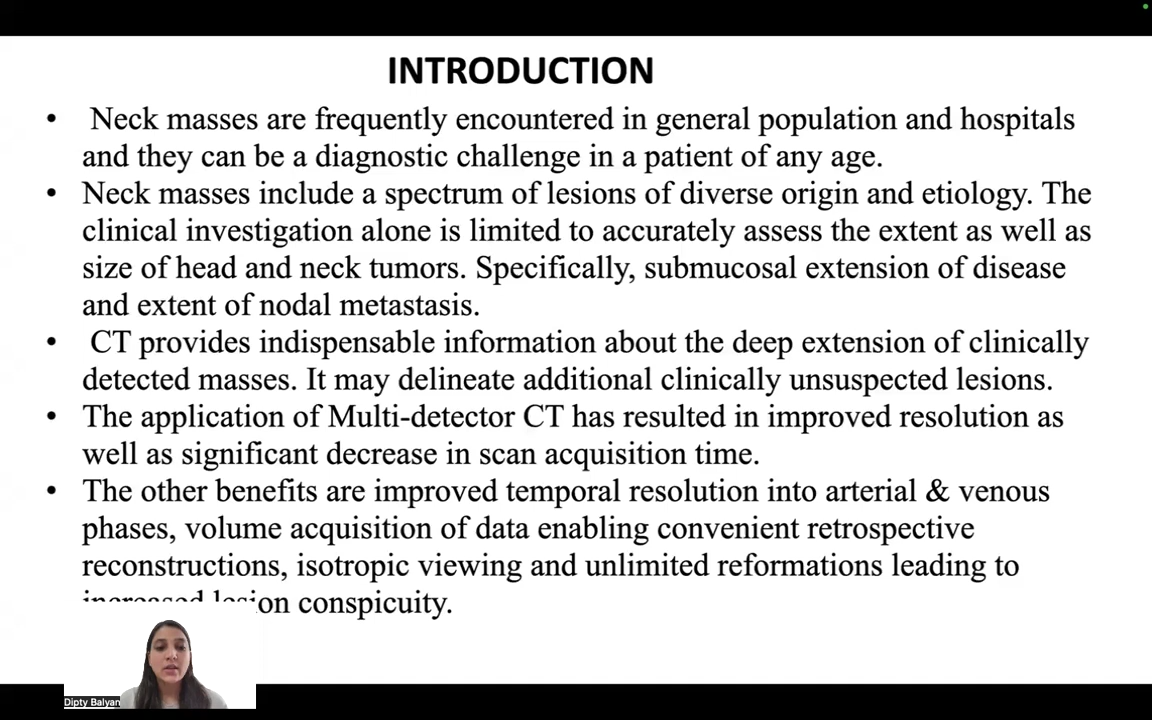 INTRODUCTION
• Neck masses are frequently encountered in general population and hospitals
and they can be a diagnostic challenge in a patient of any age.
• Neck masses include a spectrum of lesions of diverse origin and etiology. The
clinical investigation alone is limited to accurately assess the extent as well as
size of head and neck tumors. Specifically, submucosal extension of disease
and extent of nodal metastasis.
• CT provides indispensable information about the deep extension of clinically
detected masses. It may delineate additional clinically unsuspected lesions.
• The application of Multi-detector CT has resulted in improved resolution as
well as significant decrease in scan acquisition time.
• The other benefits are improved temporal resolution into arterial & venous
phases, volume acquisition of data enabling convenient retrospective
reconstructions, isotropic viewing and unlimited reformations leading to
increased lesion conspicuity.
Dipty Balyan